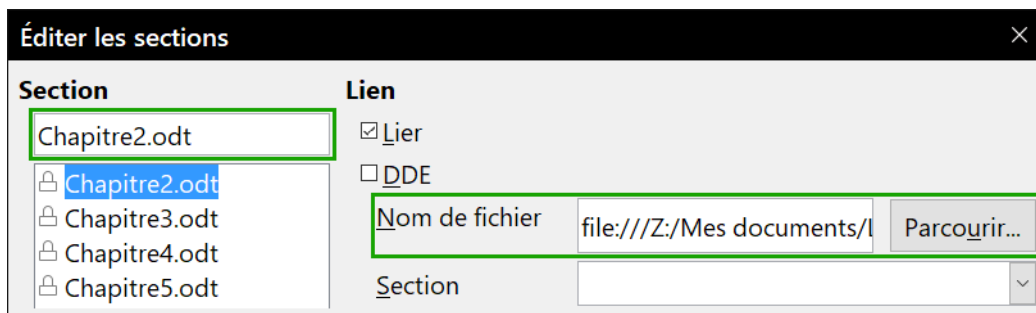 Éditer les sections
Section
Chapitre2.odt
Chapitre2.odt
Chapitre3.odt
Chapitre4.odt
Chapitre5.odt
Lien
Lier
DDE
Nom de fichier file:///Z:/Mes documents/ Parcourir...
Section